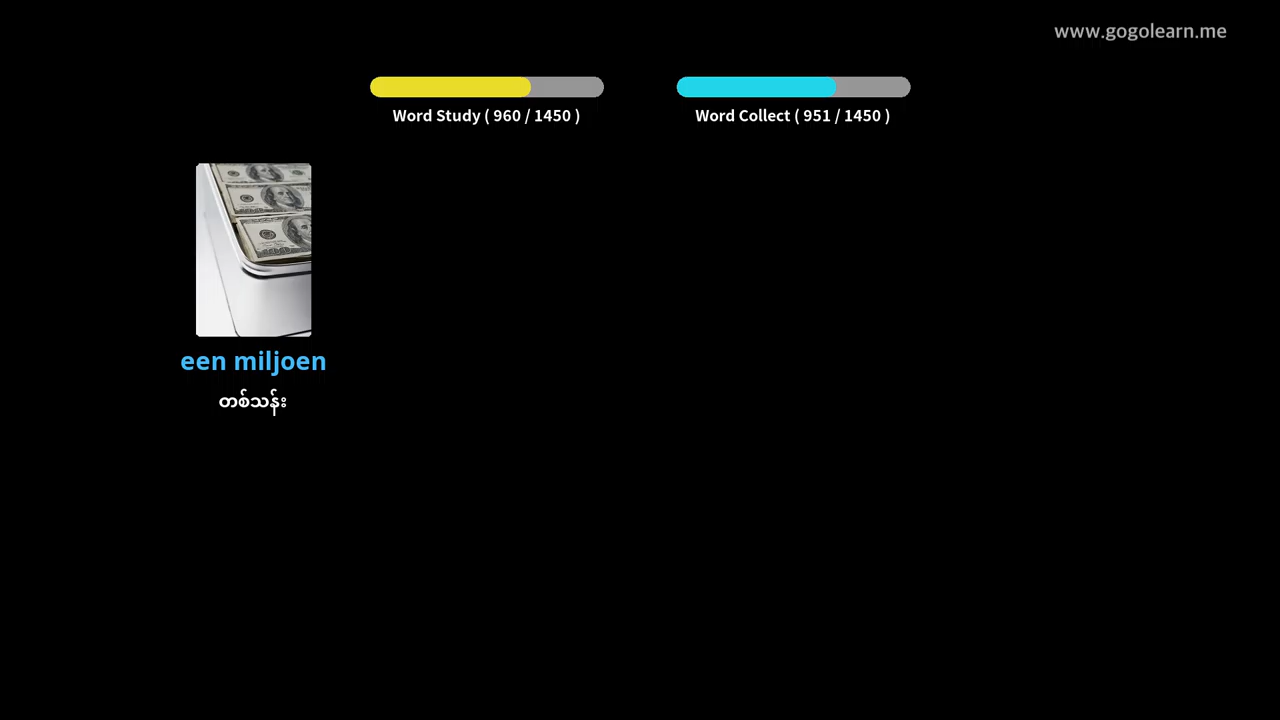 www.gogolearn.me
Word Study ( 960 / 1450 )
Word Collect ( 951 / 1450 )
een miljoen
တစ်သန်း